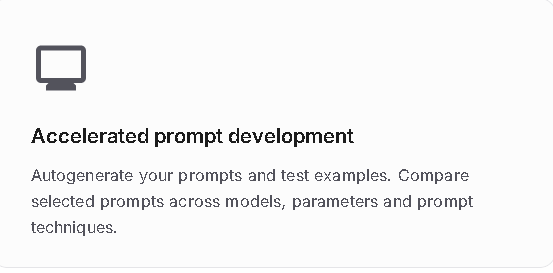 Accelerated prompt development
Autogenerate your prompts and test examples. Compare
selected prompts across models, parameters and prompt
techniques.